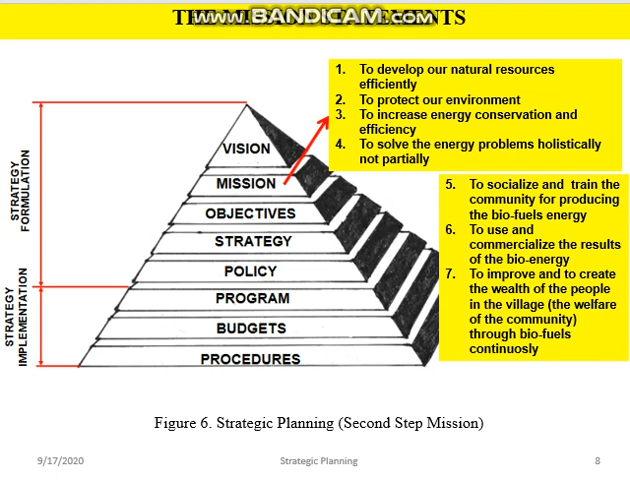 THE MISSION STATEMENTS
www.BANDICAM.com
1. To develop our natural resources
efficiently
2. To protect our environment
3. To increase energy conservation and
efficiency
4. To solve the energy problems holistically
not partially
5. To socialize and train the
community for producing
the bio-fuels energy
6. To use and
commercialize the results
of the bio-energy
7. To improve and to create
the wealth of the people
in the village (the welfare
of the community)
through bio-fuels
continuosly
STRATEGY
FORMULATION
STRATEGY
IMPLEMENTATION
VISION
MISSION
OBJECTIVES
STRATEGY
POLICY
PROGRAM
BUDGETS
PROCEDURES
Figure 6. Strategic Planning (Second Step Mission)
9/17/2020
Strategic Planning
8